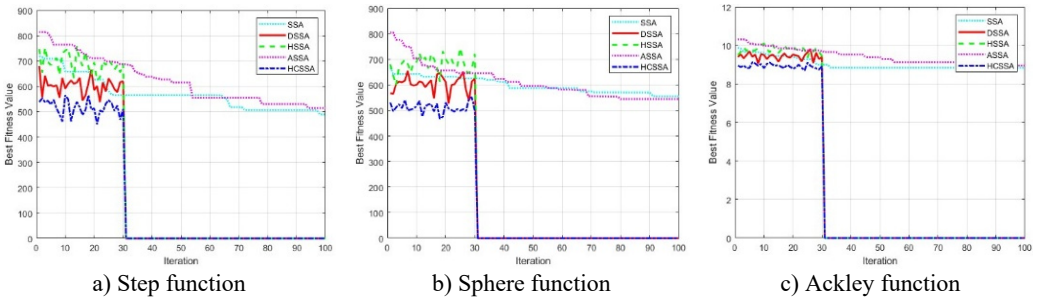 900
800
700
600
500
400
300
200
100
0
Best Fitness Value
1 10 20 30 40 50 60 70 80 90 100
Iteration
SSA
DSSA
HSSA
ASSA
HCSSA
a) Step function
900
800
700
600
500
400
300
200
100
0
Best Fitness Value
1 10 20 30 40 50 60 70 80 90 100
Iteration
SSA
DSSA
HSSA
ASSA
HCSSA
b) Sphere function
12
10
8
6
4
2
0
Best Fitness Value
1 10 20 30 40 50 60 70 80 90 100
Iteration
SSA
DSSA
HSSA
ASSA
HCSSA
c) Ackley function